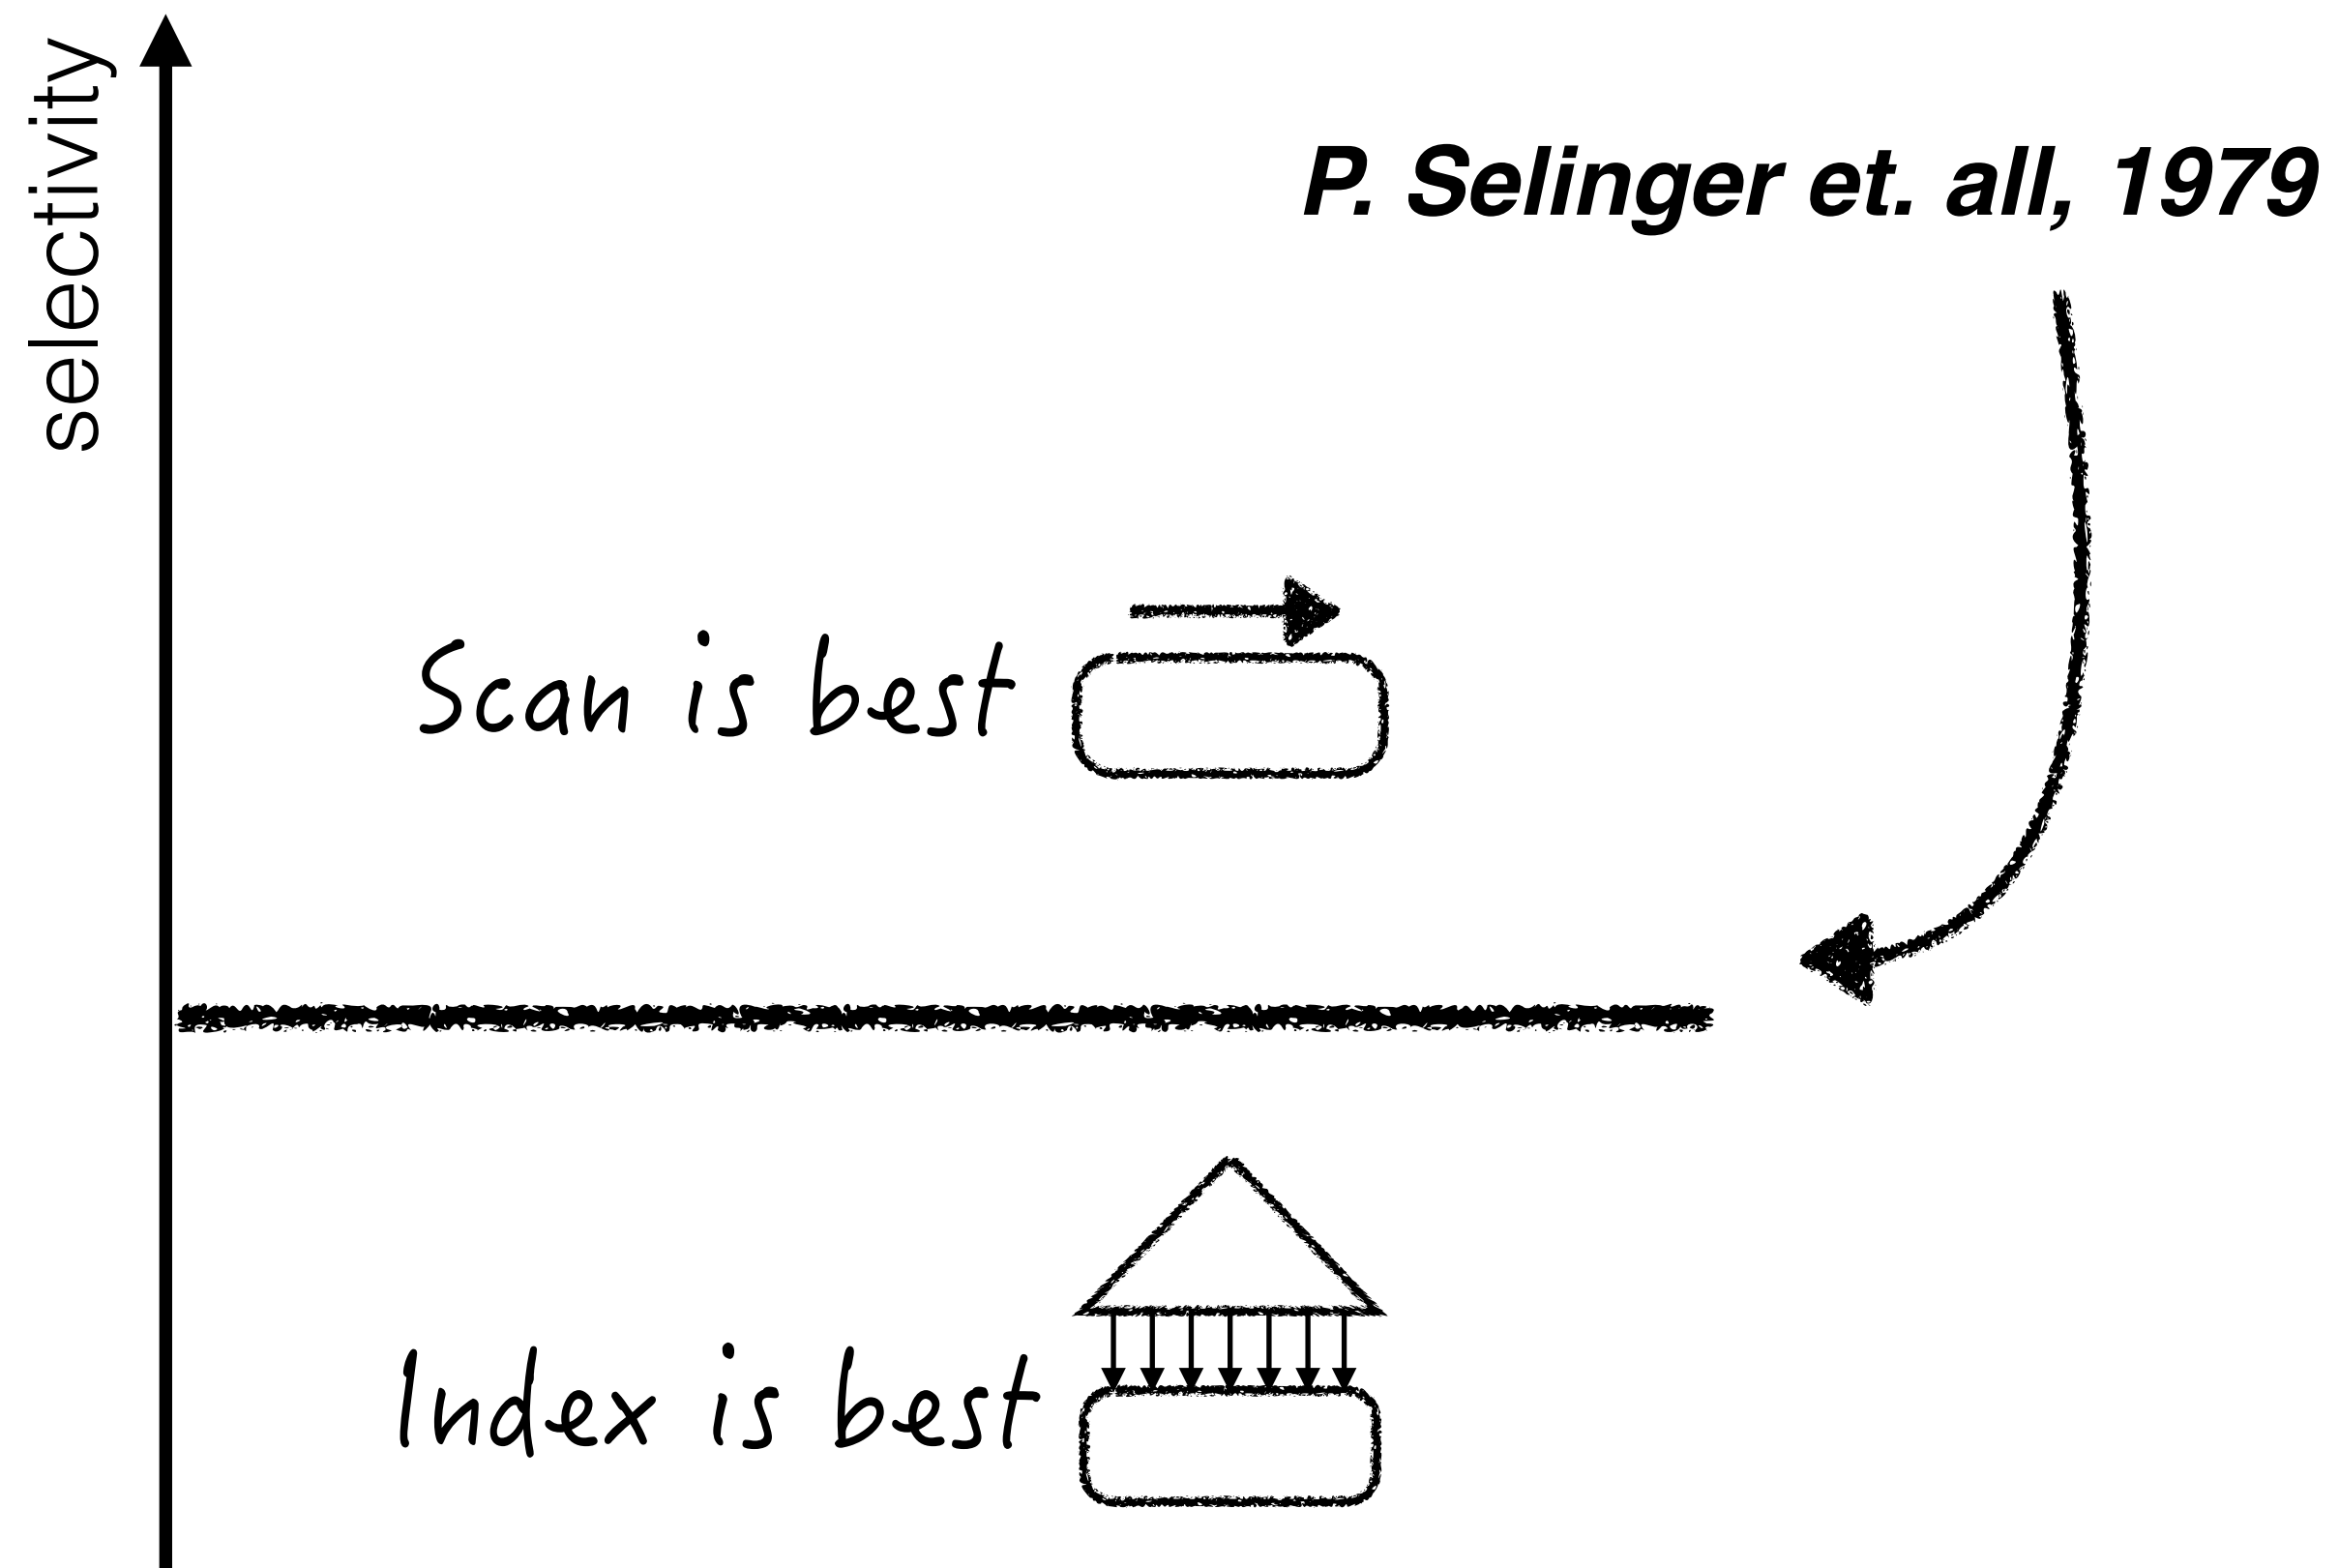 selectivity
P. Selinger et. all, 1979
Scan is best
Index is best